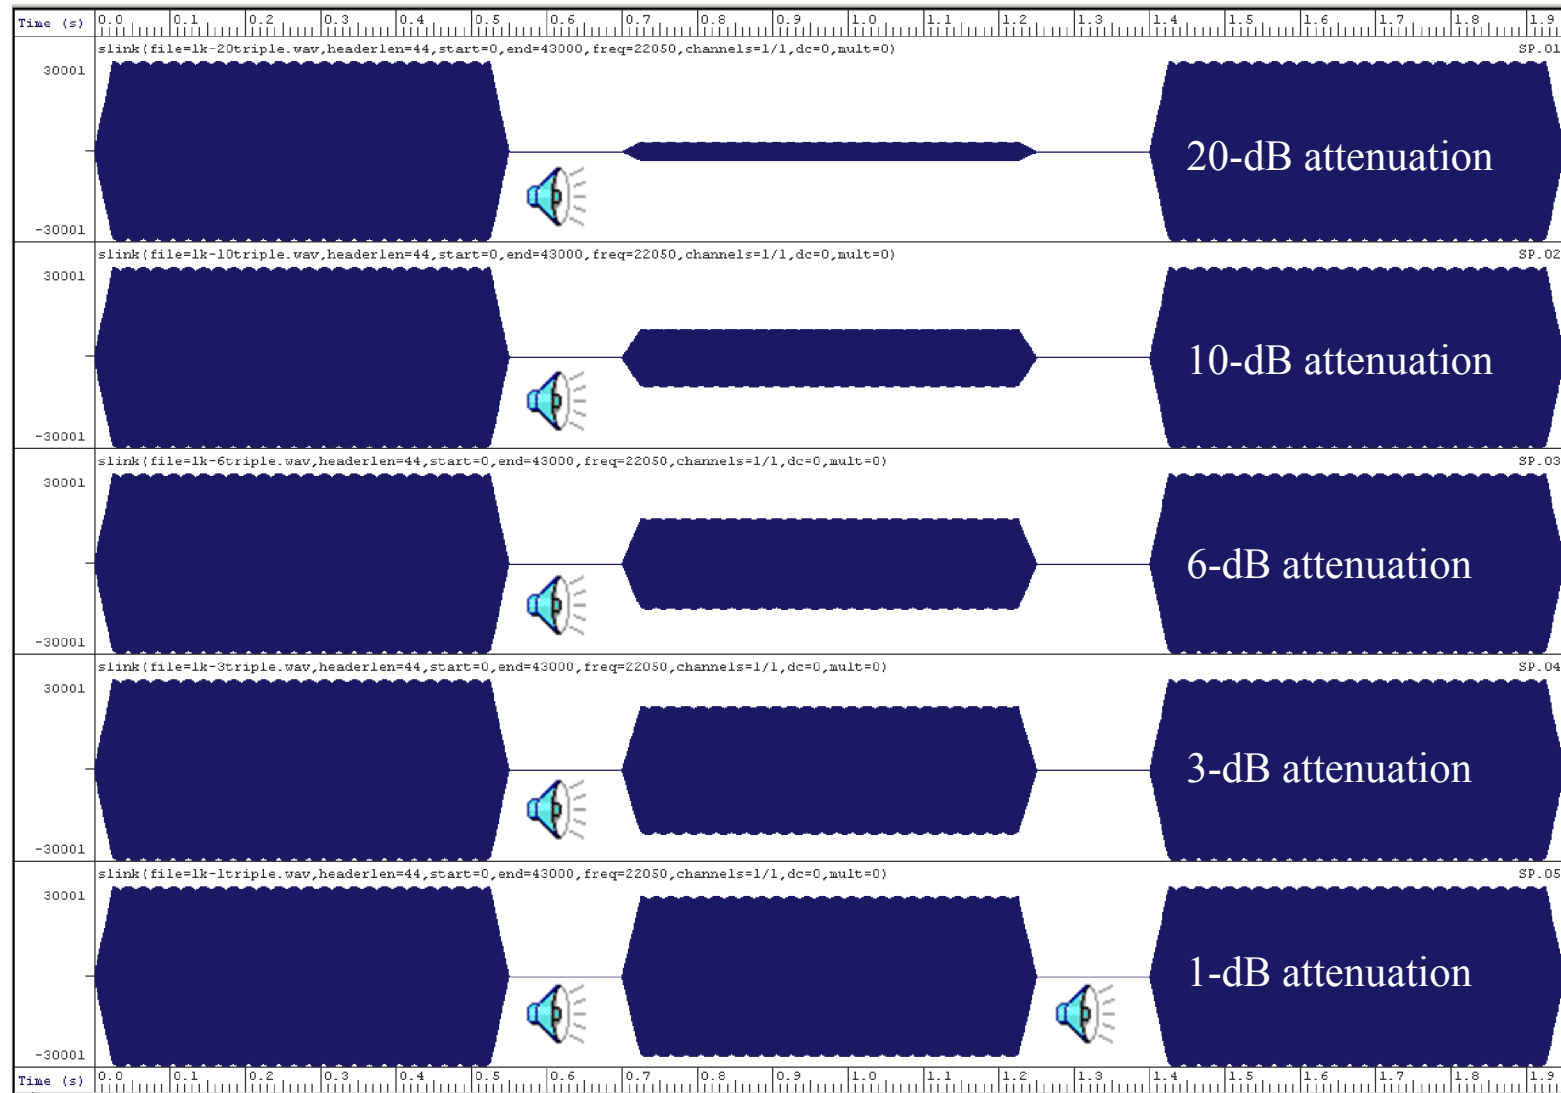 Time (s) 0.0 0.1 0.2 0.3 0.4 0.5 0.6 0.7 0.8 0.9 1.0 1.1 1.2 1.3 1.4 1.5 1.6 1.7 1.8 1.9
slink(file=1k-20triple.wav,headerlen=44,start=0,end=43000,freq=22050,channels=1/1,dc=0,mult=0) SP.01
30001
20-dB attenuation
-30001
slink(file=1k-10triple.wav,headerlen=44,start=0,end=43000,freq=22050,channels=1/1,dc=0,mult=0) SP.02
30001
10-dB attenuation
-30001
slink(file=1k-6triple.wav,headerlen=44,start=0,end=43000,freq=22050,channels=1/1,dc=0,mult=0) SP.03
30001
6-dB attenuation
-30001
slink(file=1k-3triple.wav,headerlen=44,start=0,end=43000,freq=22050,channels=1/1,dc=0,mult=0) SP.04
30001
3-dB attenuation
-30001
slink(file=1k-1triple.wav,headerlen=44,start=0,end=43000,freq=22050,channels=1/1,dc=0,mult=0) SP.05
30001
1-dB attenuation
-30001
Time (s) 0.0 0.1 0.2 0.3 0.4 0.5 0.6 0.7 0.8 0.9 1.0 1.1 1.2 1.3 1.4 1.5 1.6 1.7 1.8 1.9